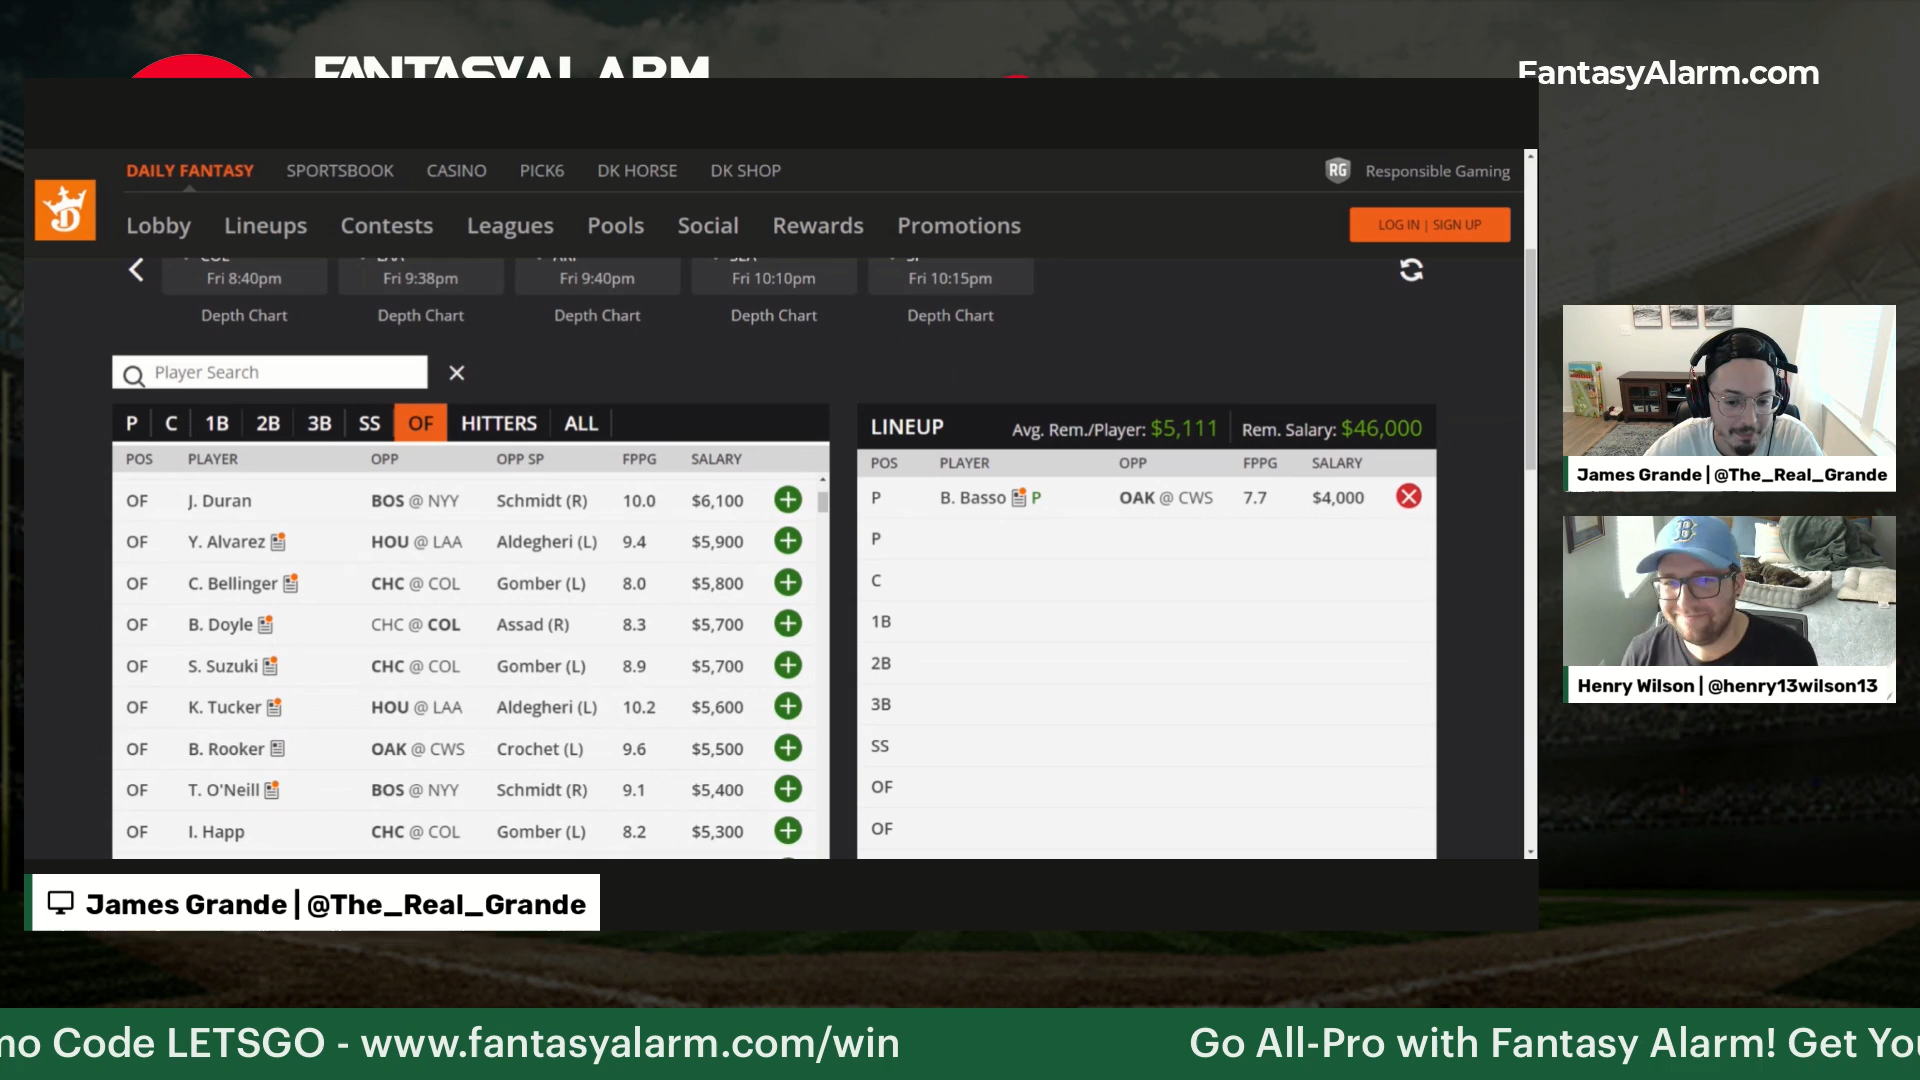 FANTASYALARM
FantasyAlarm.com
DAILY FANTASY SPORTSBOOK CASINO PICK6 DK HORSE DK SHOP
RG Responsible Gaming
Lobby Lineups Contests Leagues Pools Social Rewards Promotions
LOG IN | SIGN UP
COL LAA ARI SEA SF
Fri 8:40pm Fri 9:38pm Fri 9:40pm Fri 10:10pm Fri 10:15pm
Depth Chart Depth Chart Depth Chart Depth Chart Depth Chart
Player Search
P C 1B 2B 3B SS OF HITTERS ALL
POS PLAYER OPP OPP SP FPPG SALARY
OF J. Duran BOS @ NYY Schmidt (R) 10.0 $6,100
OF Y. Alvarez HOU @ LAA Aldegheri (L) 9.4 $5,900
OF C. Bellinger CHC @ COL Gomber (L) 8.0 $5,800
OF B. Doyle CHC @ COL Assad (R) 8.3 $5,700
OF S. Suzuki CHC @ COL Gomber (L) 8.9 $5,700
OF K. Tucker HOU @ LAA Aldegheri (L) 10.2 $5,600
OF B. Rooker OAK @ CWS Crochet (L) 9.6 $5,500
OF T. O'Neill BOS @ NYY Schmidt (R) 9.1 $5,400
OF I. Happ CHC @ COL Gomber (L) 8.2 $5,300
LINEUP Avg. Rem./Player: $5,111 Rem. Salary: $46,000
POS PLAYER OPP FPPG SALARY
P B. Basso P OAK @ CWS 7.7 $4,000
P
C
1B
2B
3B
SS
OF
OF
James Grande | @The_Real_Grande
Henry Wilson | @henry13wilson13
James Grande | @The_Real_Grande
mo Code LETSGO - www.fantasyalarm.com/win Go All-Pro with Fantasy Alarm! Get You